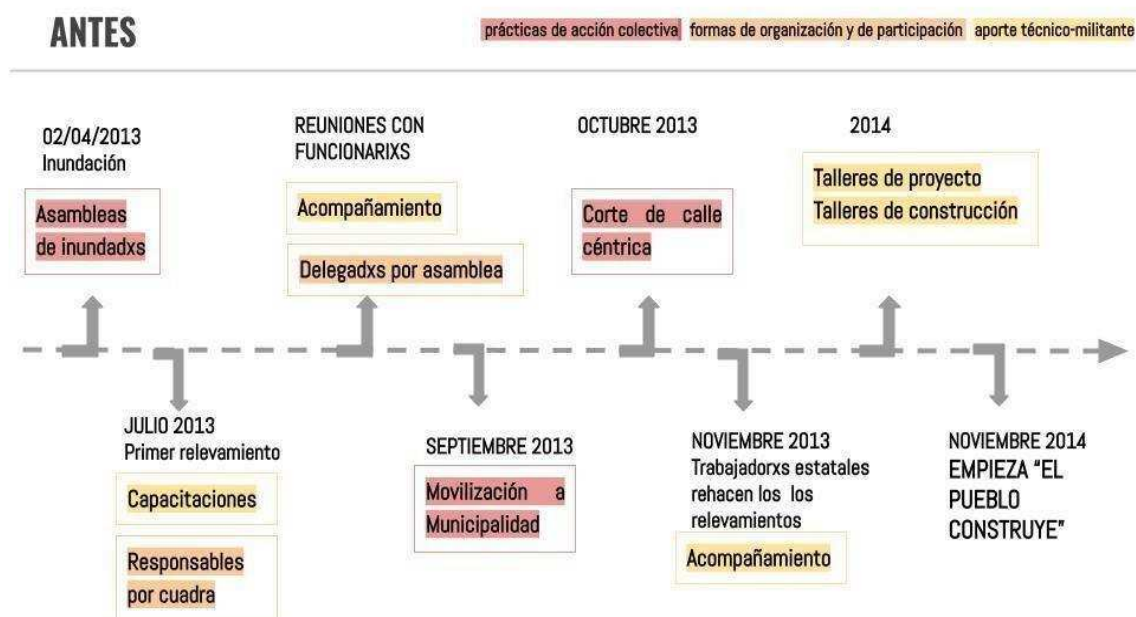 ANTES
prácticas de acción colectiva formas de organización y de participación aporte técnico-militante
02/04/2013
Inundación
Asambleas
de inundadxs
REUNIONES CON
FUNCIONARIXS
Acompañamiento
Delegadxs por asamblea
OCTUBRE 2013
Corte de calle
céntrica
2014
Talleres de proyecto
Talleres de construcción
JULIO 2013
Primer relevamiento
Capacitaciones
Responsables
por cuadra
SEPTIEMBRE 2013
Movilización a
Municipalidad
NOVIEMBRE 2013
Trabajadorxs estatales
rehacen los los
relevamientos
Acompañamiento
NOVIEMBRE 2014
EMPIEZA “EL
PUEBLO
CONSTRUYE”